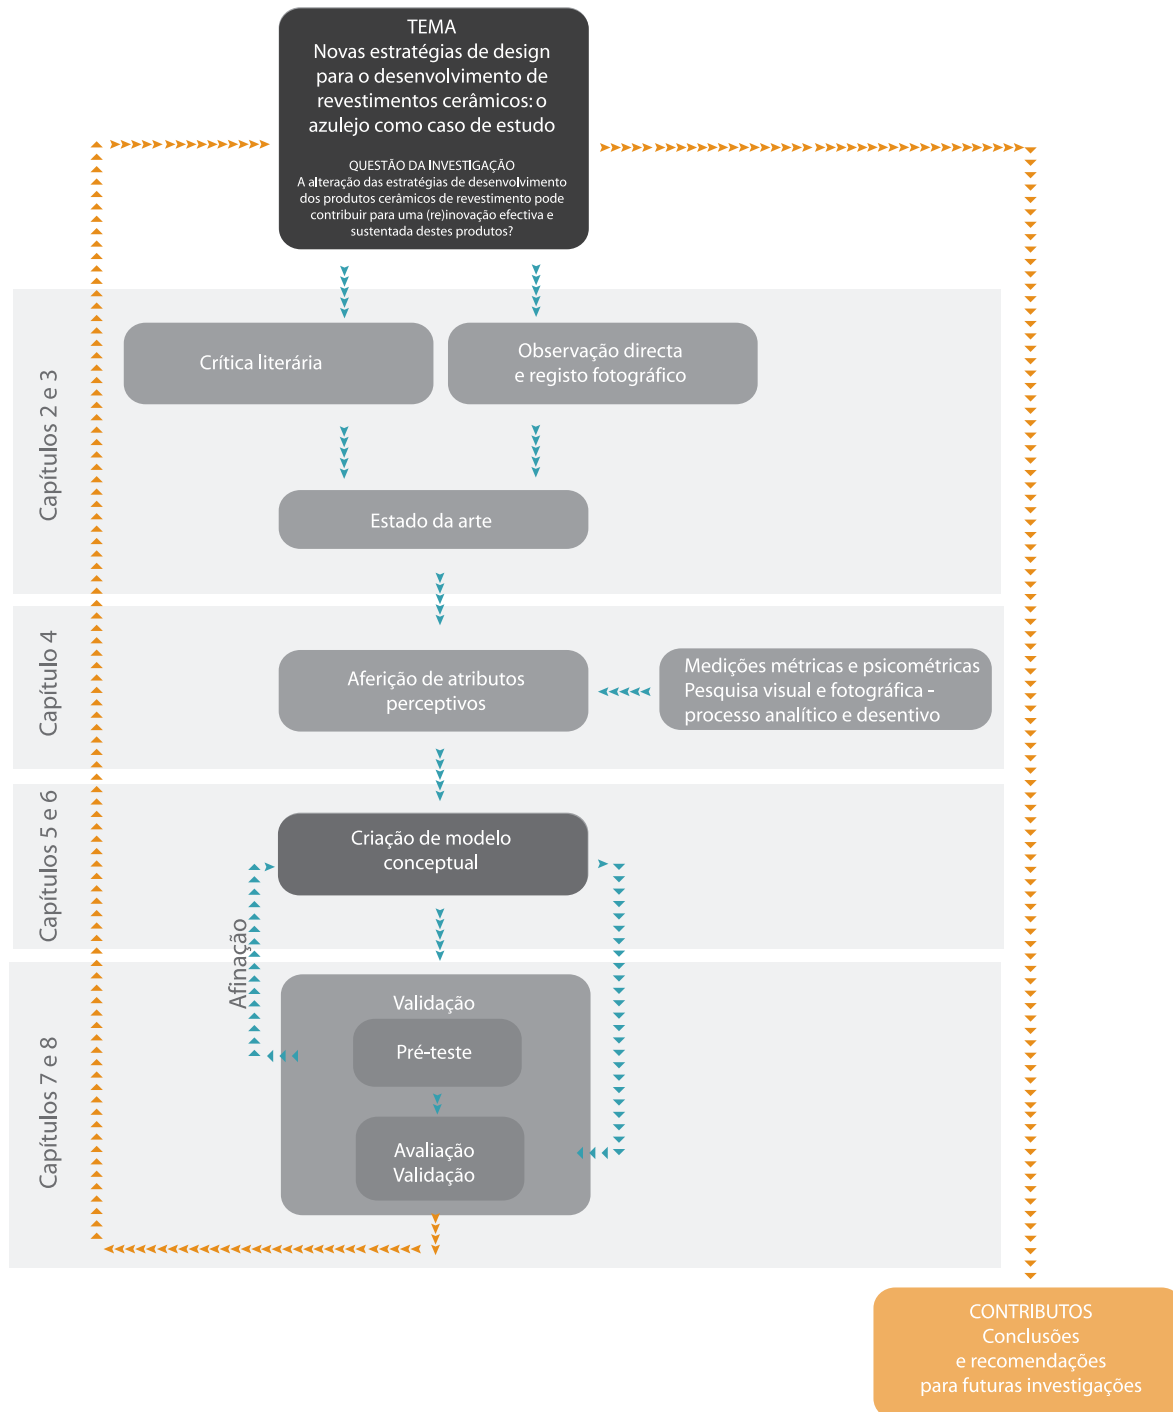 TEMA
Novas estratégias de design
para o desenvolvimento de
revestimentos cerâmicos: o
azulejo como caso de estudo
QUESTÃO DA INVESTIGAÇÃO
A alteração das estratégias de desenvolvimento
dos produtos cerâmicos de revestimento pode
contribuir para uma (re)inovação efectiva e
sustentada destes produtos?
Capítulos 2 e 3
Crítica literária
Observação directa
e registo fotográfico
Estado da arte
Capítulo 4
Aferição de atributos
perceptivos
Medições métricas e psicométricas
Pesquisa visual e fotográfica -
processo analítico e desentivo
Capítulos 5 e 6
Criação de modelo
conceptual
Afinação
Capítulos 7 e 8
Validação
Pré-teste
Avaliação
Validação
CONTRIBUTOS
Conclusões
e recomendações
para futuras investigações